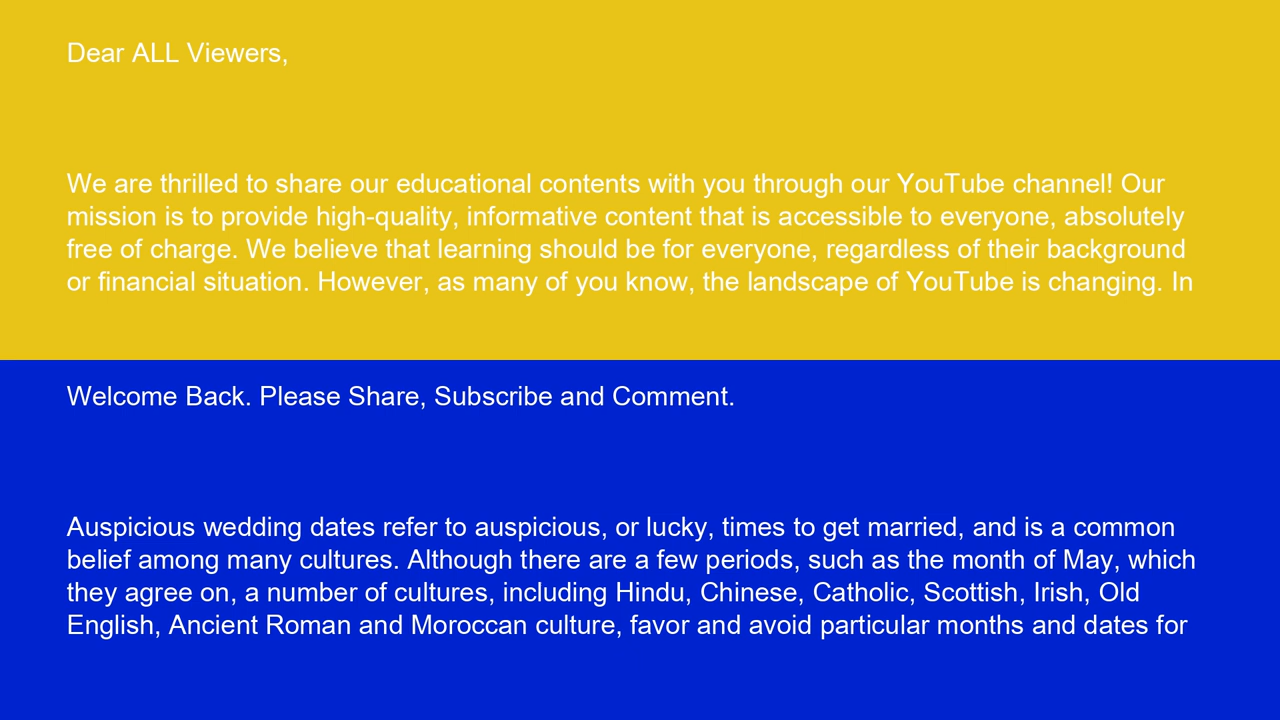 Dear ALL Viewers,
We are thrilled to share our educational contents with you through our YouTube channel! Our
mission is to provide high-quality, informative content that is accessible to everyone, absolutely
free of charge. We believe that learning should be for everyone, regardless of their background
or financial situation. However, as many of you know, the landscape of YouTube is changing. In
Welcome Back. Please Share, Subscribe and Comment.
Auspicious wedding dates refer to auspicious, or lucky, times to get married, and is a common
belief among many cultures. Although there are a few periods, such as the month of May, which
they agree on, a number of cultures, including Hindu, Chinese, Catholic, Scottish, Irish, Old
English, Ancient Roman and Moroccan culture, favor and avoid particular months and dates for